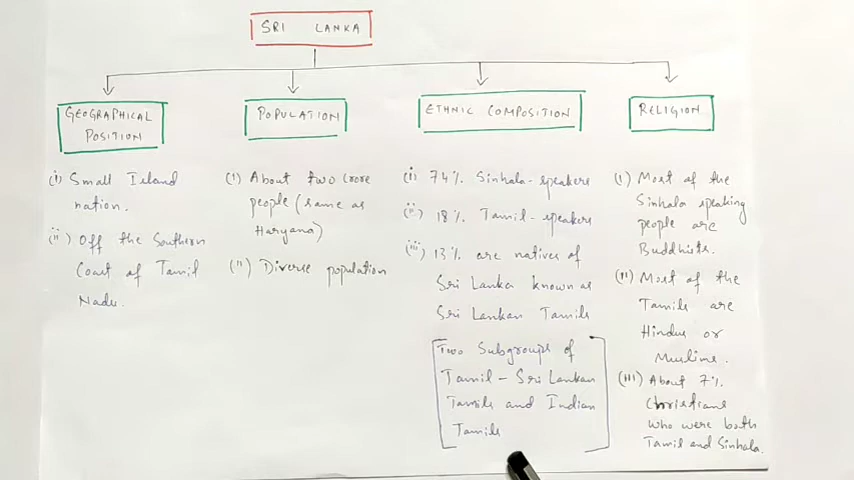 SRI LANKA
GEOGRAPHICAL
POSITION
(i) Small Island
nation.
(ii) Off the Southern
Coast of Tamil
Nadu.
POPULATION
(i) About two crore
people (same as
Haryana)
(ii) Diverse population
ETHNIC COMPOSITION
(i) 74% Sinhala-speakers
(ii) 18% Tamil-speakers
(iii) 13% are natives of
Sri Lanka known as
Sri Lankan Tamils
[Two Subgroups of
Tamil - Sri Lankan
Tamils and Indian
Tamils]
RELIGION
(i) Most of the
Sinhala speaking
people are
Buddhists.
(ii) Most of the
Tamils are
Hindus or
Muslims.
(iii) About 7%
Christians
who were both
Tamil and Sinhala.